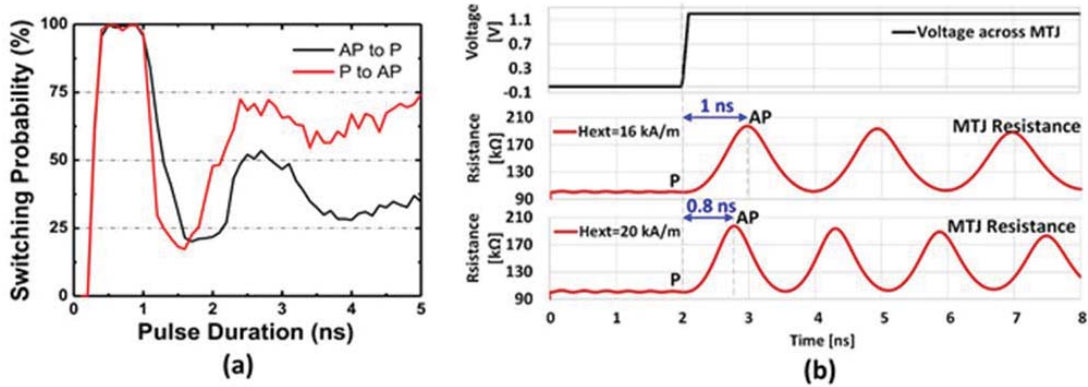 Switching Probability (%)
100
75
50
25
0
AP to P
P to AP
0 1 2 3 4 5
Pulse Duration (ns)
(a)
Voltage
[V]
1.1
0.7
0.3
-0.1
Voltage across MTJ
Rsistance
[kΩ]
210
170
130
90
1 ns
AP
Hext=16 kA/m
MTJ Resistance
P
Rsistance
[kΩ]
210
170
130
90
0.8 ns
AP
Hext=20 kA/m
MTJ Resistance
P
0 1 2 3 4 5 6 7 8
Time [ns]
(b)